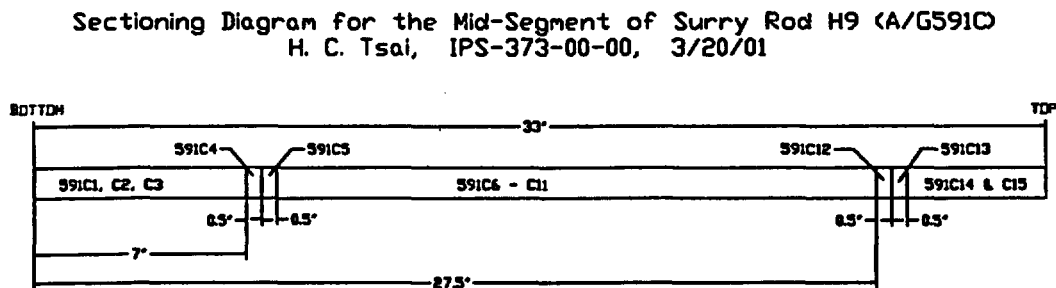 Sectioning Diagram for the Mid-Segment of Surry Rod H9 (A/G591C)
H. C. Tsai, IPS-373-00-00, 3/20/01
BOTTOM
TOP
33"
591C4
591C5
591C12
591C13
591C1, C2, C3
591C6 - C11
591C14 & C15
0.5"
0.5"
0.5"
0.5"
7"
27.5"